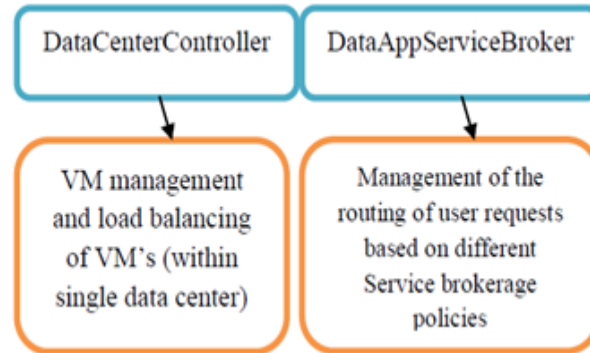 DataCenterController
DataAppServiceBroker
VM management
and load balancing
of VM's (within
single data center)
Management of the
routing of user requests
based on different
Service brokerage
policies